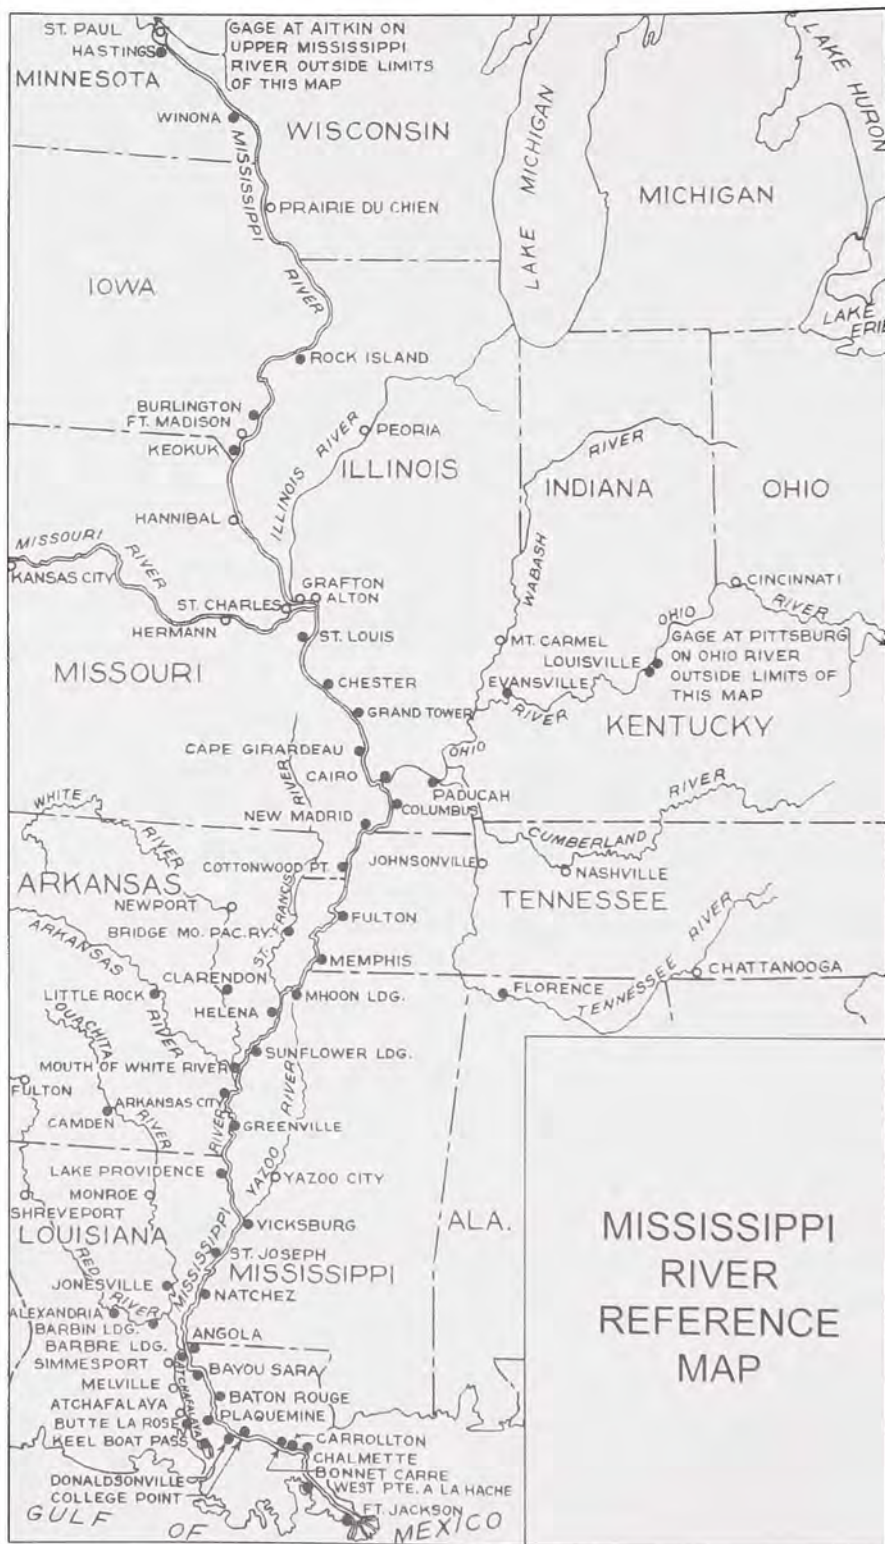 ST. PAUL
HASTINGS
MINNESOTA
GAGE AT AITKIN ON
UPPER MISSISSIPPI
RIVER OUTSIDE LIMITS
OF THIS MAP
LAKE MICHIGAN
LAKE HURON
WINONA
WISCONSIN
MICHIGAN
MISSISSIPPI
RIVER
PRAIRIE DU CHIEN
IOWA
LAKE
ERIE
ROCK ISLAND
BURLINGTON
FT. MADISON
KEOKUK
ILLINOIS RIVER
PEORIA
ILLINOIS
RIVER
INDIANA
OHIO
HANNIBAL
MISSOURI
RIVER
KANSAS CITY
WABASH
ST. CHARLES
GRAFTON
ALTON
HERMANN
ST. LOUIS
CINCINNATI
OHIO
RIVER
MT. CARMEL
LOUISVILLE
EVANSVILLE
GAGE AT PITTSBURG
ON OHIO RIVER
OUTSIDE LIMITS OF
THIS MAP
MISSOURI
CHESTER
GRAND TOWER
RIVER
KENTUCKY
CAPE GIRARDEAU
OHIO
CAIRO
PADUCAH
COLUMBUS
RIVER
NEW MADRID
WHITE
RIVER
CUMBERLAND
RIVER
COTTONWOOD PT.
JOHNSONVILLE
NASHVILLE
ARKANSAS
TENNESSEE
NEWPORT
FULTON
ST. FRANCIS
BRIDGE MO. PAC. RY.
ARKANSAS
RIVER
MEMPHIS
TENNESSEE RIVER
CHATTANOOGA
CLARENDON
LITTLE ROCK
MHOON LDG.
FLORENCE
HELENA
OUACHITA
RIVER
SUNFLOWER LDG.
MOUTH OF WHITE RIVER
FULTON
ARKANSAS CITY
CAMDEN
RIVER
GREENVILLE
YAZOO
RIVER
LAKE PROVIDENCE
YAZOO CITY
MONROE
SHREVEPORT
VICKSBURG
ALA.
LOUISIANA
MISSISSIPPI
ST. JOSEPH
MISSISSIPPI
RED
RIVER
JONESVILLE
NATCHEZ
ALEXANDRIA
BARBIN LDG.
BARBRE LDG.
ANGOLA
SIMMESPORT
BAYOU SARA
MELVILLE
ATCHAFALAYA
BATON ROUGE
ATCHAFALAYA
BUTTE LA ROSE
PLAQUEMINE
KEEL BOAT PASS
CARROLLTON
CHALMETTE
DONALDSONVILLE
BONNET CARRE
COLLEGE POINT
WEST PTE. A LA HACHE
FT. JACKSON
GULF OF MEXICO
MISSISSIPPI
RIVER
REFERENCE
MAP